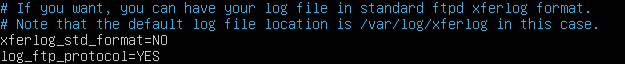 # If you want, you can have your log file in standard ftpd xferlog format.
# Note that the default log file location is /var/log/xferlog in this case.
xferlog_std_format=NO
log_ftp_protocol=YES